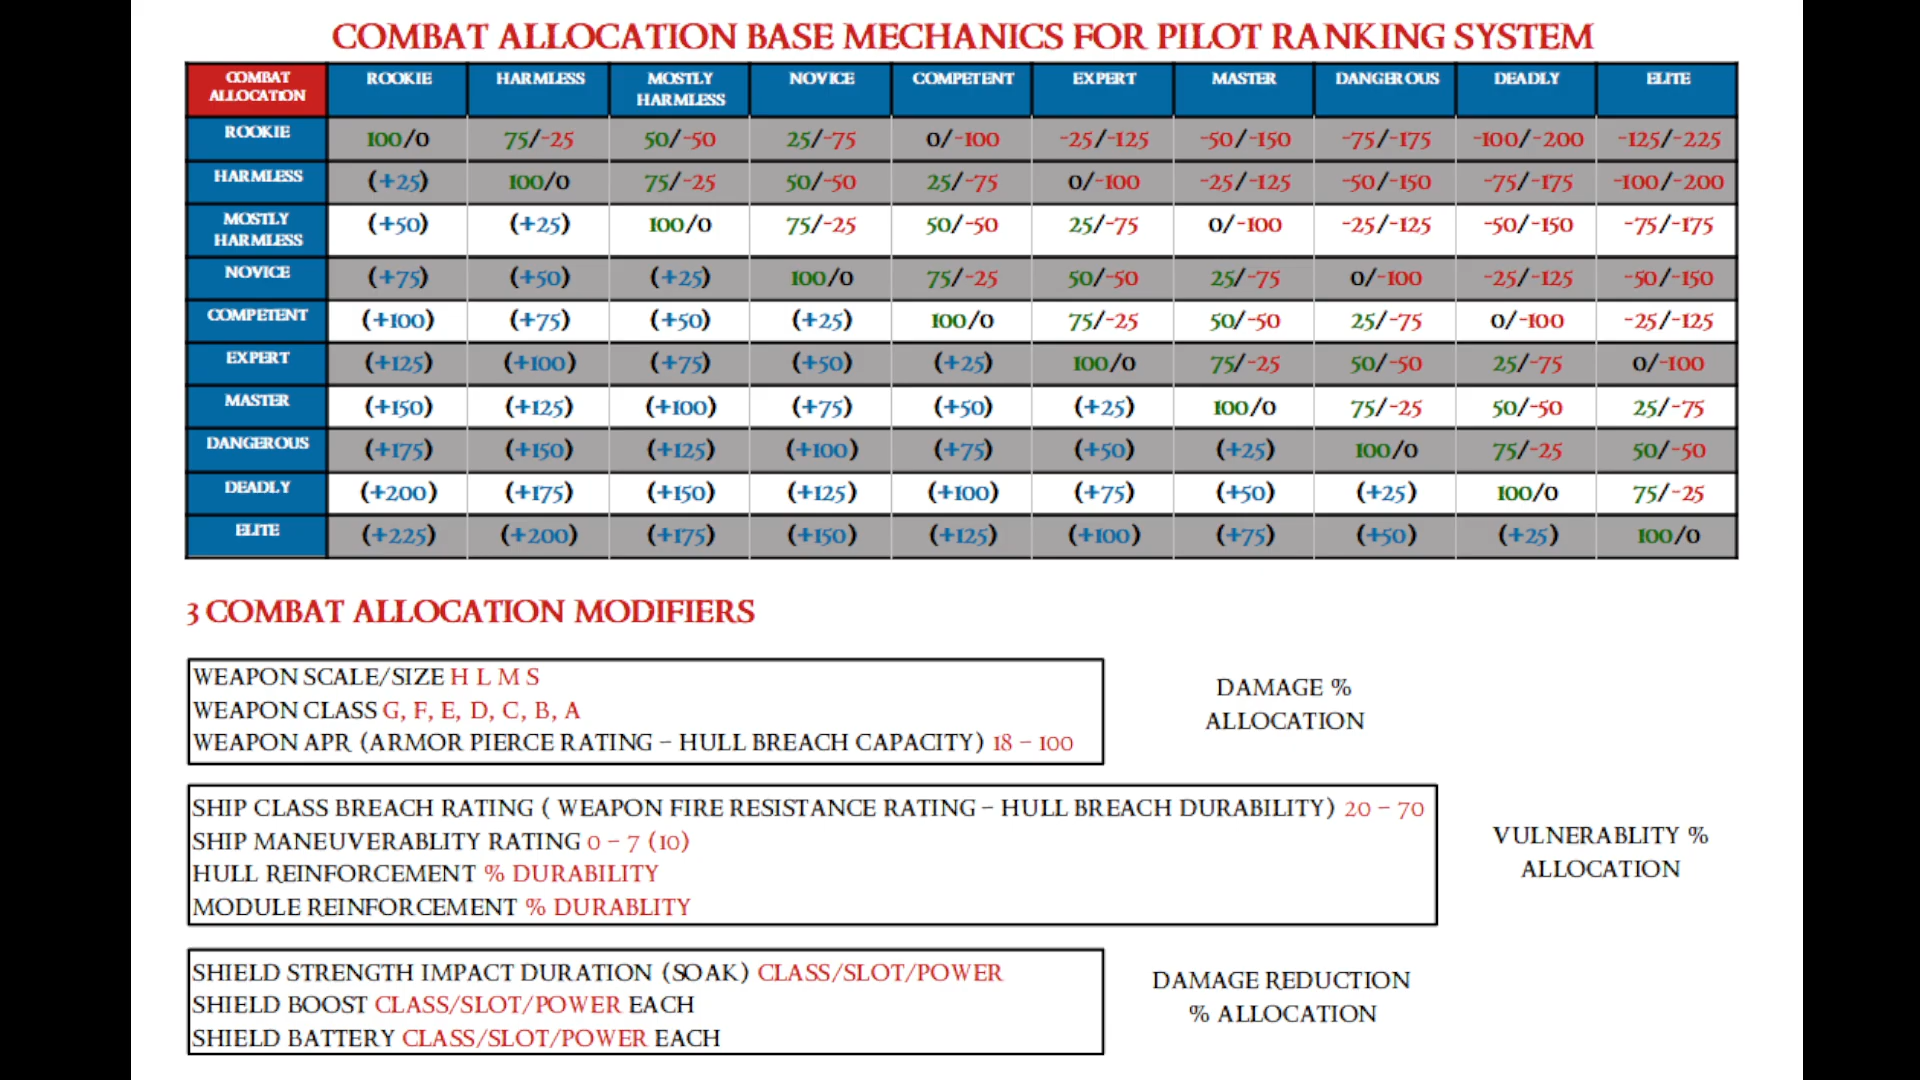 COMBAT ALLOCATION BASE MECHANICS FOR PILOT RANKING SYSTEM
COMBAT ALLOCATION ROOKIE HARMLESS MOSTLY HARMLESS NOVICE COMPETENT EXPERT MASTER DANGEROUS DEADLY ELITE
ROOKIE 100/0 75/-25 50/-50 25/-75 0/-100 -25/-125 -50/-150 -75/-175 -100/-200 -125/-225
HARMLESS (+25) 100/0 75/-25 50/-50 25/-75 0/-100 -25/-125 -50/-150 -75/-175 -100/-200
MOSTLY HARMLESS (+50) (+25) 100/0 75/-25 50/-50 25/-75 0/-100 -25/-125 -50/-150 -75/-175
NOVICE (+75) (+50) (+25) 100/0 75/-25 50/-50 25/-75 0/-100 -25/-125 -50/-150
COMPETENT (+100) (+75) (+50) (+25) 100/0 75/-25 50/-50 25/-75 0/-100 -25/-125
EXPERT (+125) (+100) (+75) (+50) (+25) 100/0 75/-25 50/-50 25/-75 0/-100
MASTER (+150) (+125) (+100) (+75) (+50) (+25) 100/0 75/-25 50/-50 25/-75
DANGEROUS (+175) (+150) (+125) (+100) (+75) (+50) (+25) 100/0 75/-25 50/-50
DEADLY (+200) (+175) (+150) (+125) (+100) (+75) (+50) (+25) 100/0 75/-25
ELITE (+225) (+200) (+175) (+150) (+125) (+100) (+75) (+50) (+25) 100/0
3 COMBAT ALLOCATION MODIFIERS
WEAPON SCALE/SIZE H L M S
WEAPON CLASS G, F, E, D, C, B, A
WEAPON APR (ARMOR PIERCE RATING – HULL BREACH CAPACITY) 18 – 100
DAMAGE %
ALLOCATION
SHIP CLASS BREACH RATING ( WEAPON FIRE RESISTANCE RATING – HULL BREACH DURABILITY) 20 – 70
SHIP MANEUVERABLITY RATING 0 – 7 (10)
HULL REINFORCEMENT % DURABILITY
MODULE REINFORCEMENT % DURABLITY
VULNERABLITY %
ALLOCATION
SHIELD STRENGTH IMPACT DURATION (SOAK) CLASS/SLOT/POWER
SHIELD BOOST CLASS/SLOT/POWER EACH
SHIELD BATTERY CLASS/SLOT/POWER EACH
DAMAGE REDUCTION
% ALLOCATION